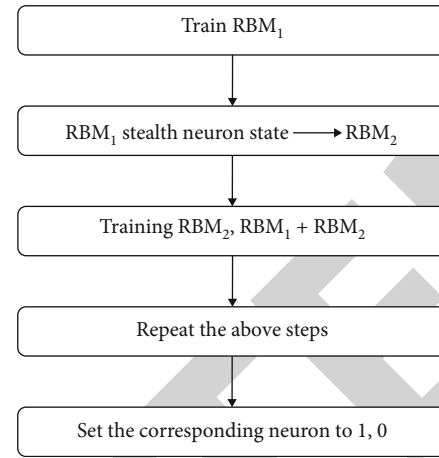 Train RBM₁
RBM₁ stealth neuron state ⟶ RBM₂
Training RBM₂, RBM₁ + RBM₂
Repeat the above steps
Set the corresponding neuron to 1, 0